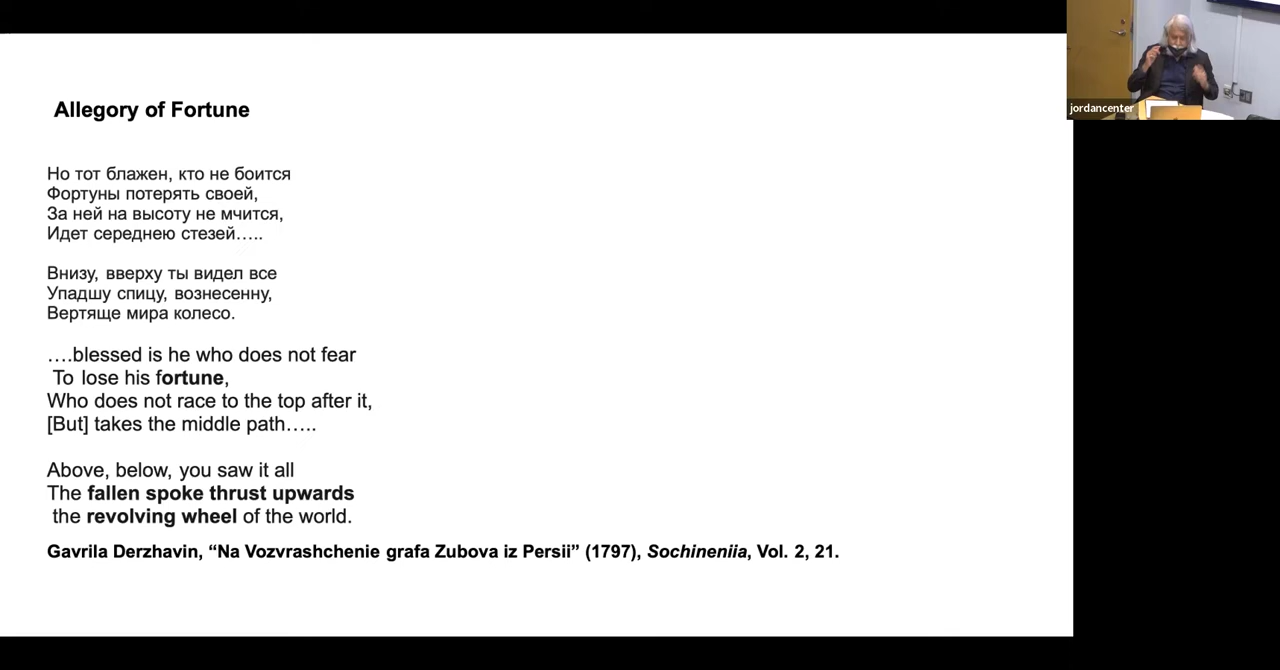 Allegory of Fortune
Но тот блажен, кто не боится
Фортуны потерять своей,
За ней на высоту не мчится,
Идет середнею стезей…..
Внизу, вверху ты видел все
Упадшу спицу, вознесенну,
Вертяще мира колесо.
….blessed is he who does not fear
To lose his fortune,
Who does not race to the top after it,
[But] takes the middle path…..
Above, below, you saw it all
The fallen spoke thrust upwards
the revolving wheel of the world.
Gavrila Derzhavin, “Na Vozvrashchenie grafa Zubova iz Persii” (1797), Sochineniia, Vol. 2, 21.
jordancenter